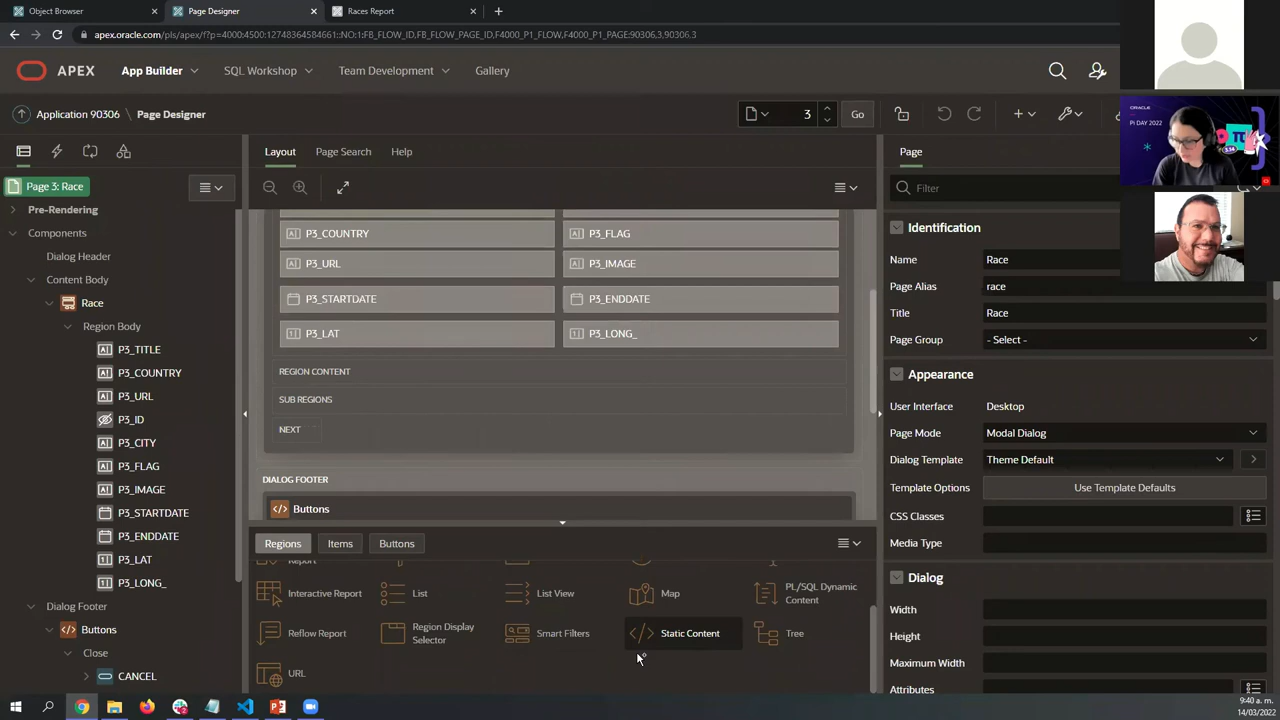 Object Browser
Page Designer
Races Report
apex.oracle.com/pls/apex/f?p=4000:4500:12748364584661::NO:1:FB_FLOW_ID,FB_FLOW_PAGE_ID,F4000_P1_FLOW,F4000_P1_PAGE:90306,3,90306,3
APEX App Builder SQL Workshop Team Development Gallery
ORACLE
PI DAY 2022
3.14
Application 90306 Page Designer 3 Go
Layout Page Search Help Page
Page 3: Race
Filter
Pre-Rendering
Components
Dialog Header
Content Body
Race
Region Body
P3_TITLE
P3_COUNTRY
P3_URL
P3_ID
P3_CITY
P3_FLAG
P3_IMAGE
P3_STARTDATE
P3_ENDDATE
P3_LAT
P3_LONG_
Dialog Footer
Buttons
Close
CANCEL
P3_COUNTRY P3_FLAG
P3_URL P3_IMAGE
P3_STARTDATE P3_ENDDATE
P3_LAT P3_LONG_
REGION CONTENT
SUB REGIONS
NEXT
DIALOG FOOTER
Buttons
Regions Items Buttons
Report
Interactive Report List List View Map PL/SQL Dynamic
Content
Reflow Report Region Display
Selector Smart Filters Static Content Tree
URL
Identification
Name Race
Page Alias race
Title Race
Page Group - Select -
Appearance
User Interface Desktop
Page Mode Modal Dialog
Dialog Template Theme Default
Template Options Use Template Defaults
CSS Classes
Media Type
Dialog
Width
Height
Maximum Width
Attributes
9:40 a. m.
14/03/2022